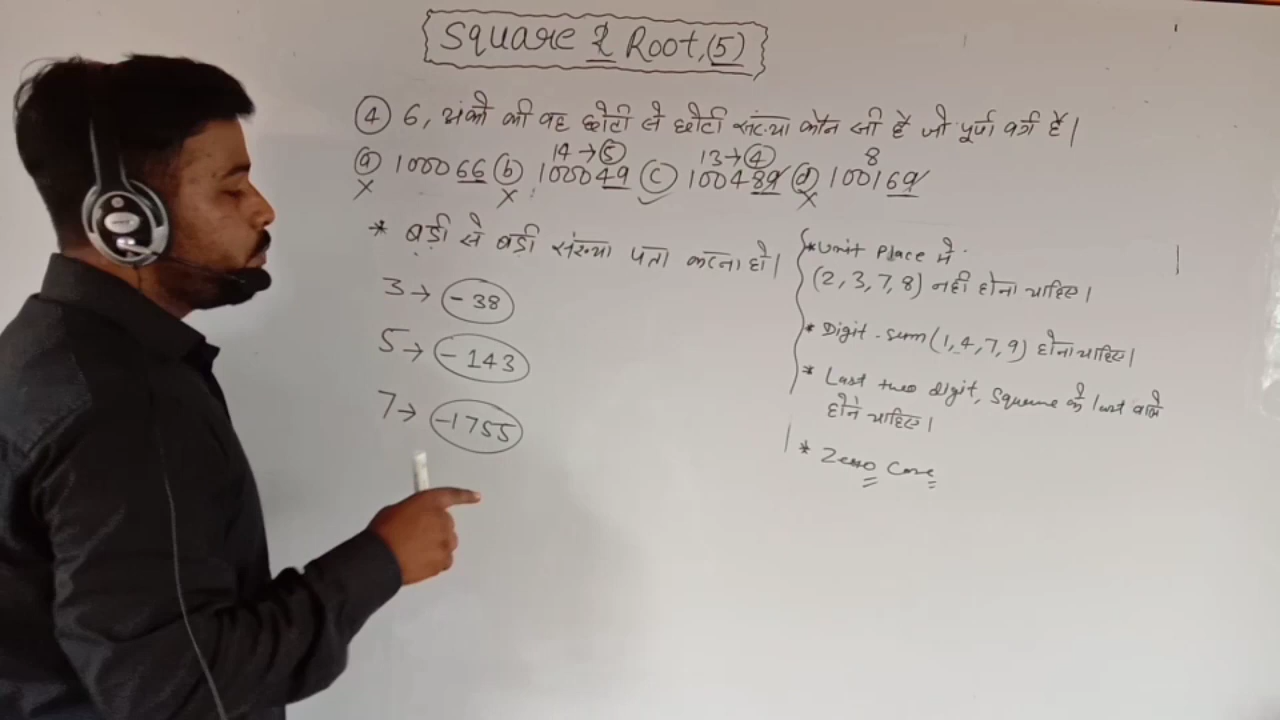 Square & Root, (5)
④ 6, अंको की वह छोटी से छोटी संख्या कौन सी है जो पूर्ण वर्ग है।
14 → ⑤ 13 → ④ 8
ⓐ 100066 ⓑ 100049 ⓒ 100489 ⓓ 100169
X X ✓ X
* बड़ी से बड़ी संख्या पता करना हो।
3 → -38
5 → -143
7 → -1755
* Unit Place में
(2, 3, 7, 8) नही होना चाहिए।
* Digit-sum (1, 4, 7, 9) होना चाहिए।
* Last two digit, Square के last वाले
होने चाहिए।
* Zero Case